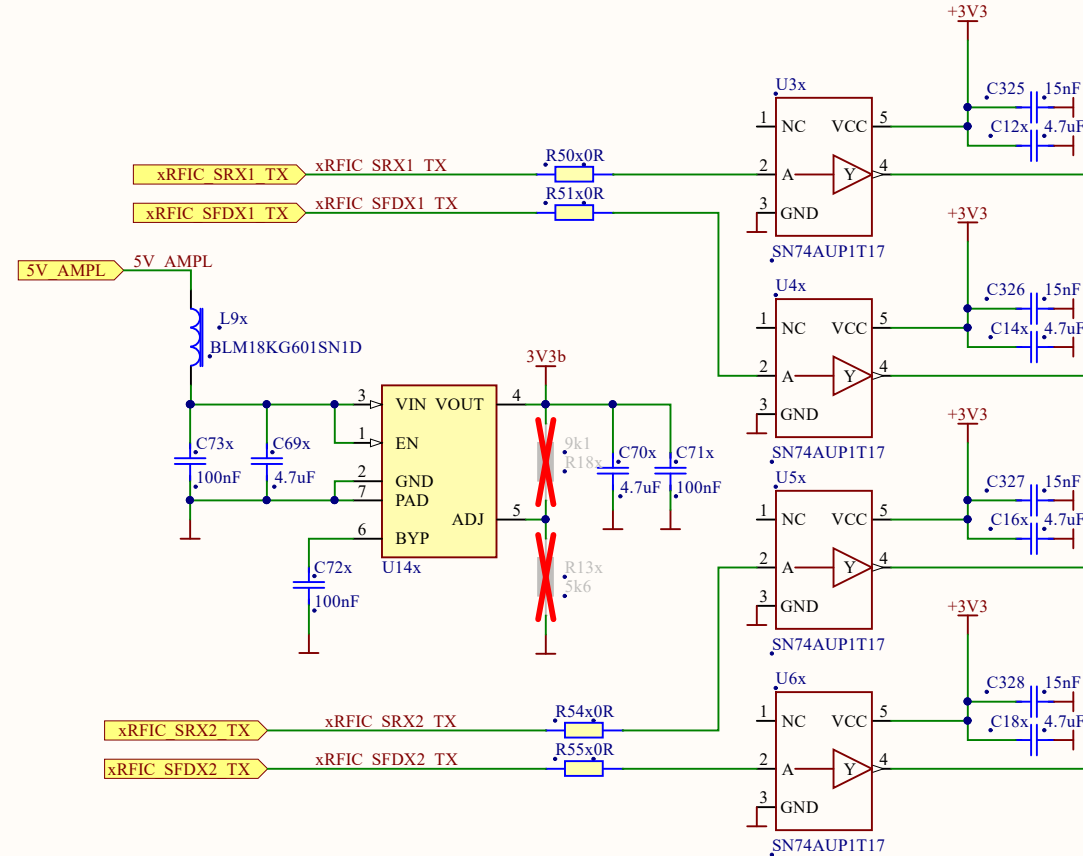 +3V3
U3x
C325 15nF
1 NC VCC 5
C12x 4.7uF
R50x0R
xRFIC_SRX1_TX xRFIC_SRX1_TX
2 A Y 4
R51x0R
xRFIC_SFDX1_TX xRFIC_SFDX1_TX
3 GND
+3V3
SN74AUP1T17
5V_AMPL 5V_AMPL
U4x
C326 15nF
L9x
1 NC VCC 5
C14x 4.7uF
BLM18KG601SN1D
3V3b
2 A Y 4
3 VIN VOUT 4
3 GND
+3V3
1 EN
9k1
C73x C69x
R18x
C70x C71x
SN74AUP1T17
100nF 4.7uF
2 GND
4.7uF 100nF
U5x
C327 15nF
7 PAD
5 ADJ
1 NC VCC 5
C16x 4.7uF
6 BYP
U14x
C72x
R13x
2 A Y 4
5k6
100nF
3 GND
+3V3
SN74AUP1T17
U6x
C328 15nF
R54x0R
xRFIC_SRX2_TX xRFIC_SRX2_TX
1 NC VCC 5
C18x 4.7uF
R55x0R
xRFIC_SFDX2_TX xRFIC_SFDX2_TX
2 A Y 4
3 GND
SN74AUP1T17